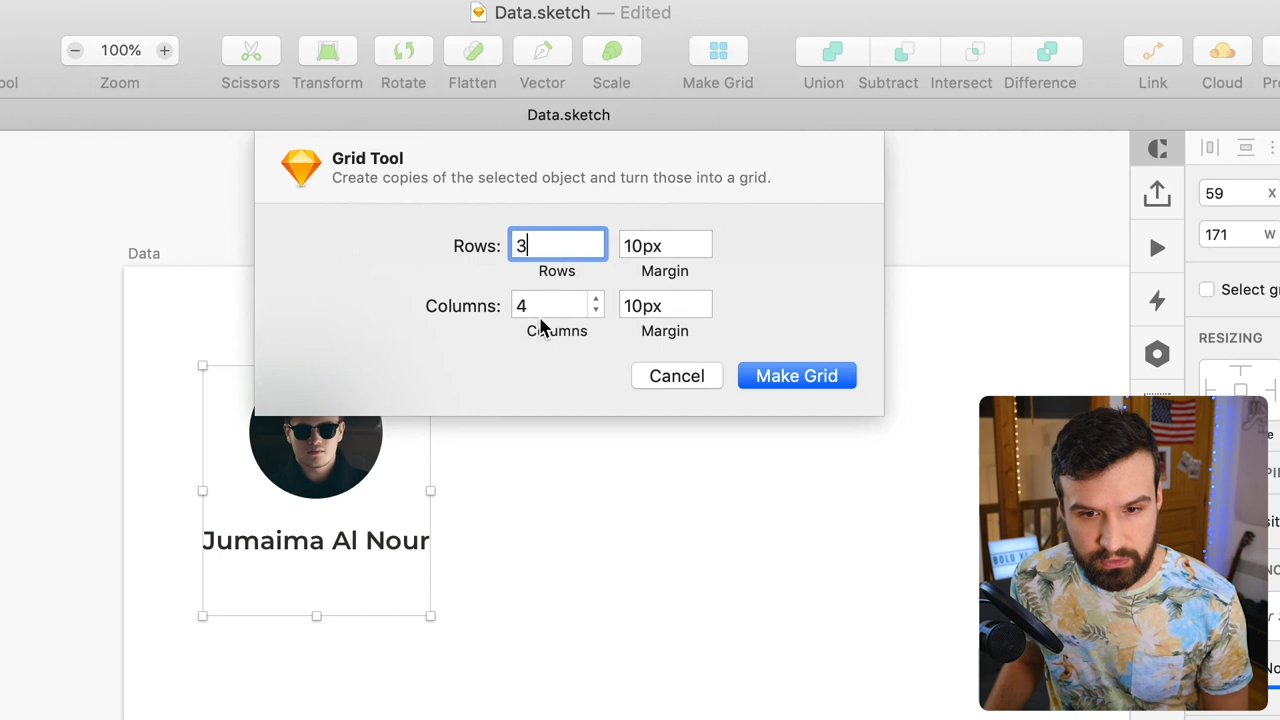 Data.sketch — Edited
100%
Zoom
Scissors
Transform
Rotate
Flatten
Vector
Scale
Make Grid
Union
Subtract
Intersect
Difference
Link
Cloud
Data.sketch
Grid Tool
Create copies of the selected object and turn those into a grid.
Rows: 3 10px
Rows Margin
Columns: 4 10px
Margin
Cancel Make Grid
Data
Jumaima Al Nour
59 X
171 W
Select
RESIZING